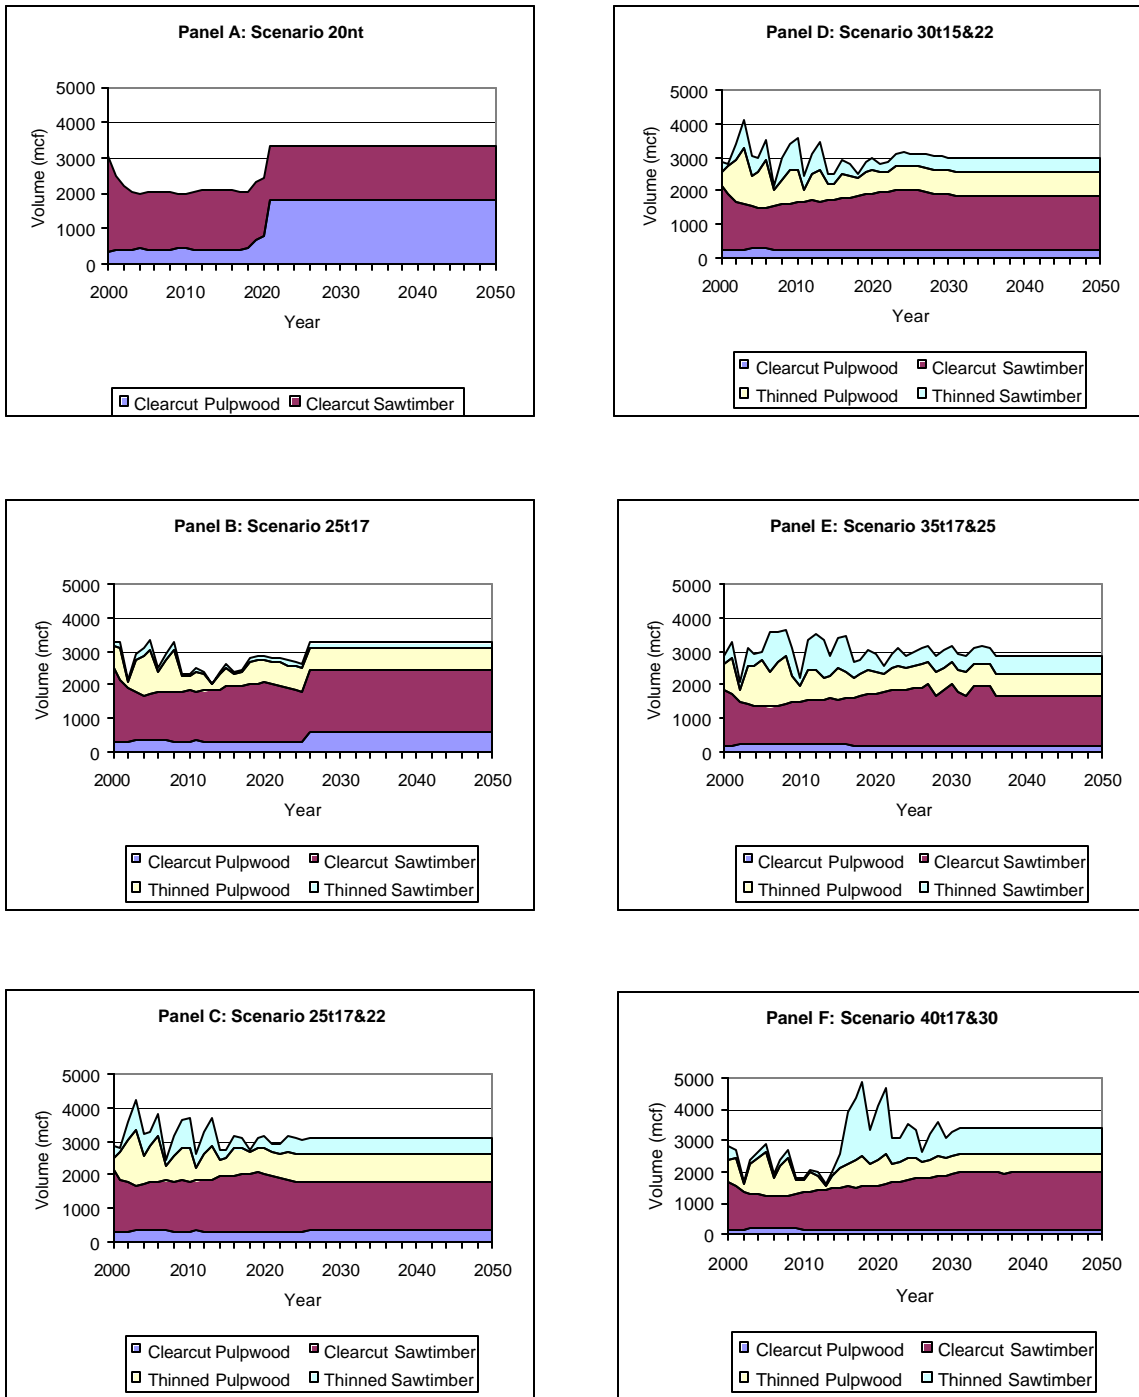 Panel A: Scenario 20nt
Volume (mcf)
5000
4000
3000
2000
1000
0
2000 2010 2020 2030 2040 2050
Year
Clearcut Pulpwood Clearcut Sawtimber
Panel D: Scenario 30t15&22
Volume (mcf)
5000
4000
3000
2000
1000
0
2000 2010 2020 2030 2040 2050
Year
Clearcut Pulpwood Clearcut Sawtimber
Thinned Pulpwood Thinned Sawtimber
Panel B: Scenario 25t17
Volume (mcf)
5000
4000
3000
2000
1000
0
2000 2010 2020 2030 2040 2050
Year
Clearcut Pulpwood Clearcut Sawtimber
Thinned Pulpwood Thinned Sawtimber
Panel E: Scenario 35t17&25
Volume (mcf)
5000
4000
3000
2000
1000
0
2000 2010 2020 2030 2040 2050
Year
Clearcut Pulpwood Clearcut Sawtimber
Thinned Pulpwood Thinned Sawtimber
Panel C: Scenario 25t17&22
Volume (mcf)
5000
4000
3000
2000
1000
0
2000 2010 2020 2030 2040 2050
Year
Clearcut Pulpwood Clearcut Sawtimber
Thinned Pulpwood Thinned Sawtimber
Panel F: Scenario 40t17&30
Volume (mcf)
5000
4000
3000
2000
1000
0
2000 2010 2020 2030 2040 2050
Year
Clearcut Pulpwood Clearcut Sawtimber
Thinned Pulpwood Thinned Sawtimber